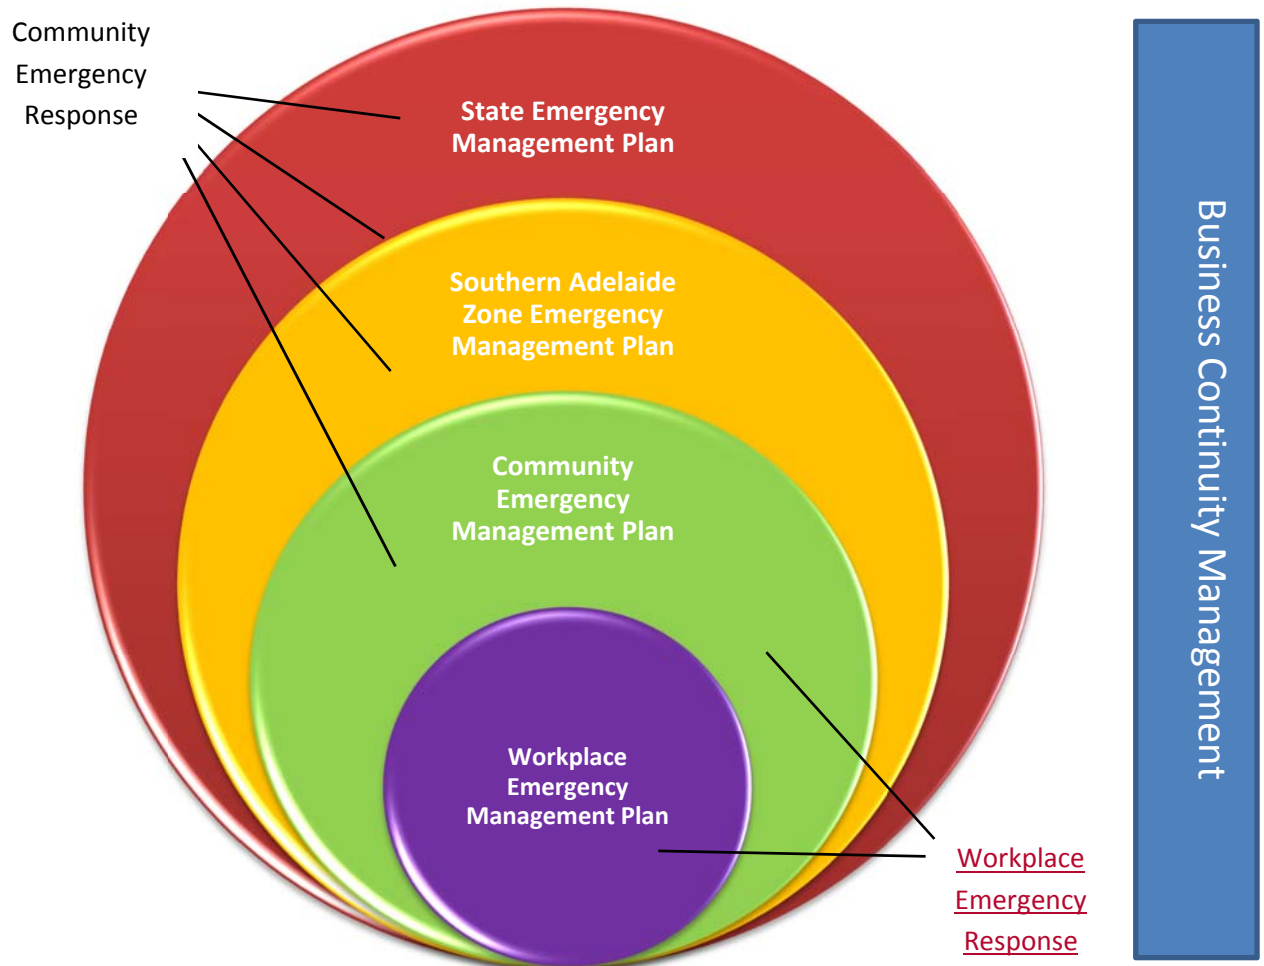 Community
Emergency
Response
State Emergency
Management Plan
Southern Adelaide
Zone Emergency
Management Plan
Community
Emergency
Management Plan
Workplace
Emergency
Management Plan
Workplace
Emergency
Response
Business Continuity Management